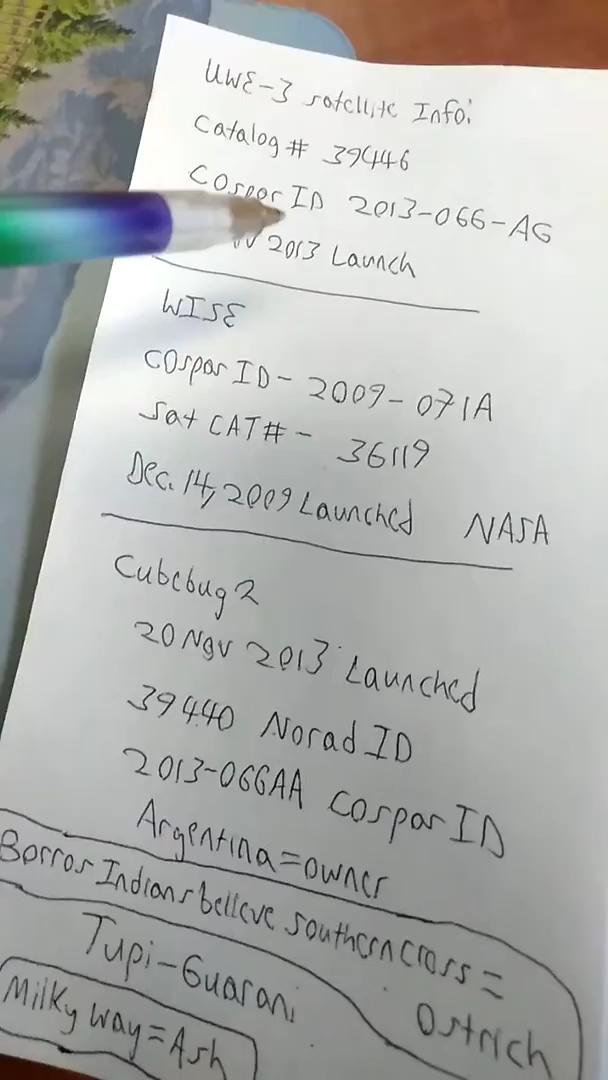 UWE-3 satellite Info:
Catalog # 39446
Cospar ID 2013-066-AG
2013 Launch
WISE
Cospar ID - 2009-071A
Sat CAT# - 36119
Dec. 14, 2009 Launched NASA
Cubebug 2
20 Nov 2013 Launched
39440 Norad ID
2013-066AA Cospar ID
Argentina = owner
Borros Indians believe southern cross =
Ostrich
Tupi-Guarani
Milky way = Ash